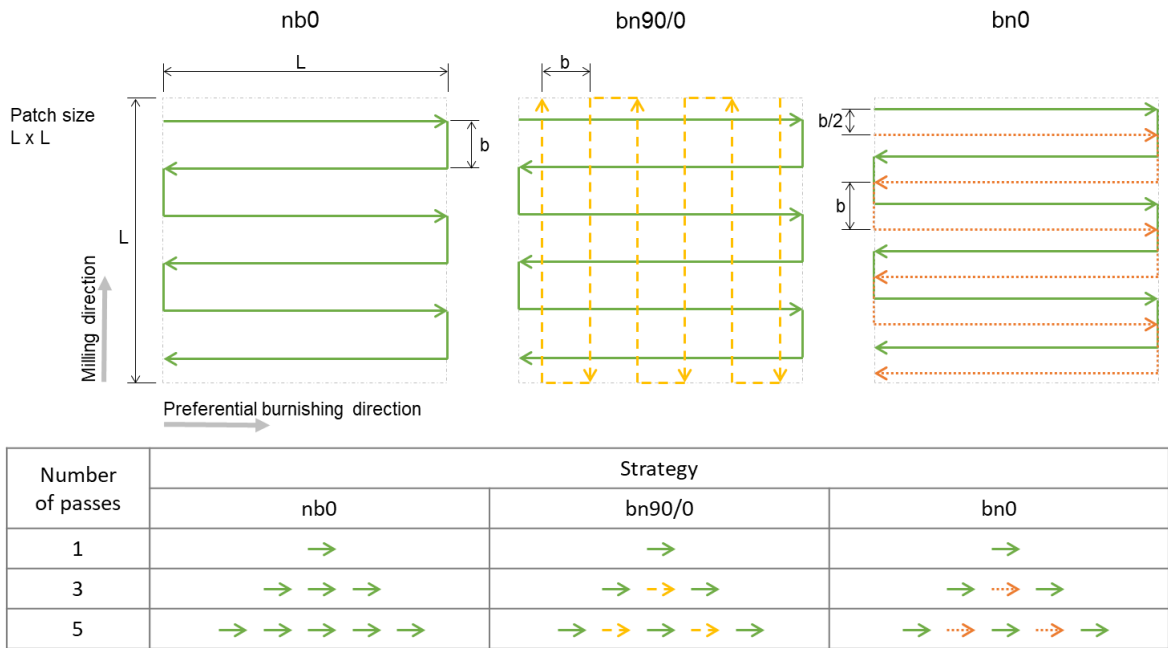 nb0
bn90/0
bn0
L
b
Patch size
L x L
b
b/2
b
L
Milling direction
Preferential burnishing direction
Number
of passes
Strategy
nb0
bn90/0
bn0
1
3
5